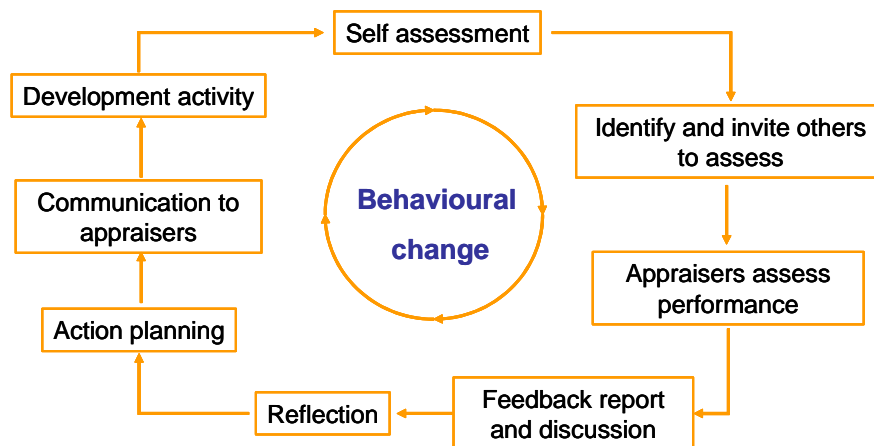 Self assessment
Identify and invite others
to assess
Appraisers assess
performance
Feedback report
and discussion
Reflection
Action planning
Communication to
appraisers
Development activity
Behavioural
change